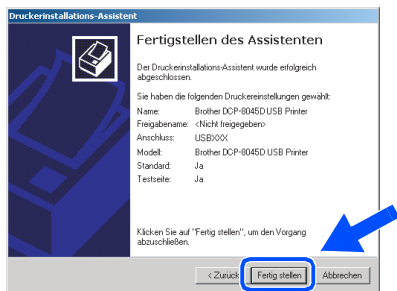 Druckerinstallations-Assistent
Fertigstellen des Assistenten
Der Druckerinstallations-Assistent wurde erfolgreich
abgeschlossen.
Sie haben die folgenden Druckereinstellungen gewählt:
Name: Brother DCP-8045D USB Printer
Freigabename: <Nicht freigegeben>
Anschluss: USBXXX
Modell: Brother DCP-8045D USB Printer
Standard: Ja
Testseite: Ja
Klicken Sie auf "Fertig stellen", um den Vorgang
abzuschließen.
< Zurück Fertig stellen Abbrechen